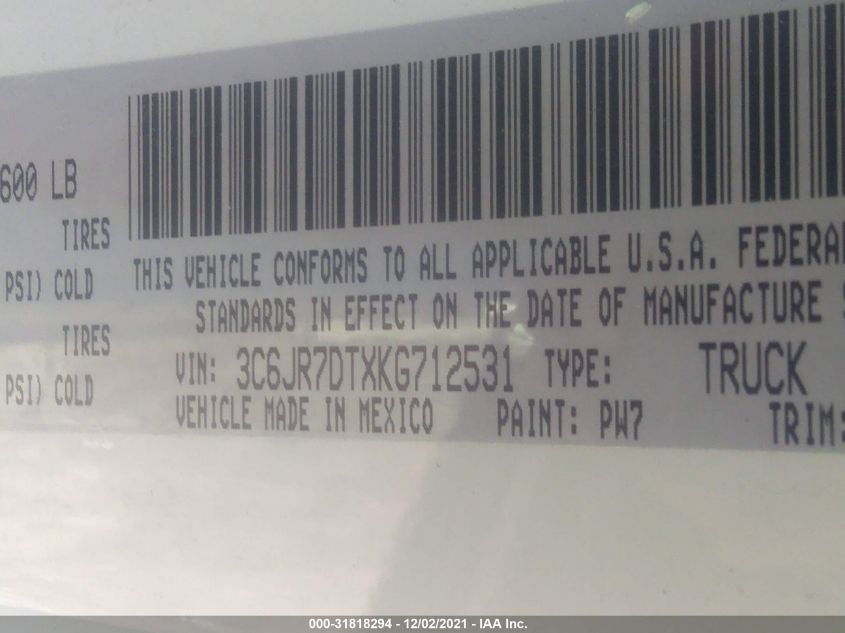 600 LB
TIRES
PSI) COLD
TIRES
PSI) COLD
THIS VEHICLE CONFORMS TO ALL APPLICABLE U.S.A. FEDERAL
STANDARDS IN EFFECT ON THE DATE OF MANUFACTURE S
VIN: 3C6JR7DTXKG712531 TYPE: TRUCK
VEHICLE MADE IN MEXICO PAINT: PW7 TRIM:
000-31818294 - 12/02/2021 - IAA Inc.